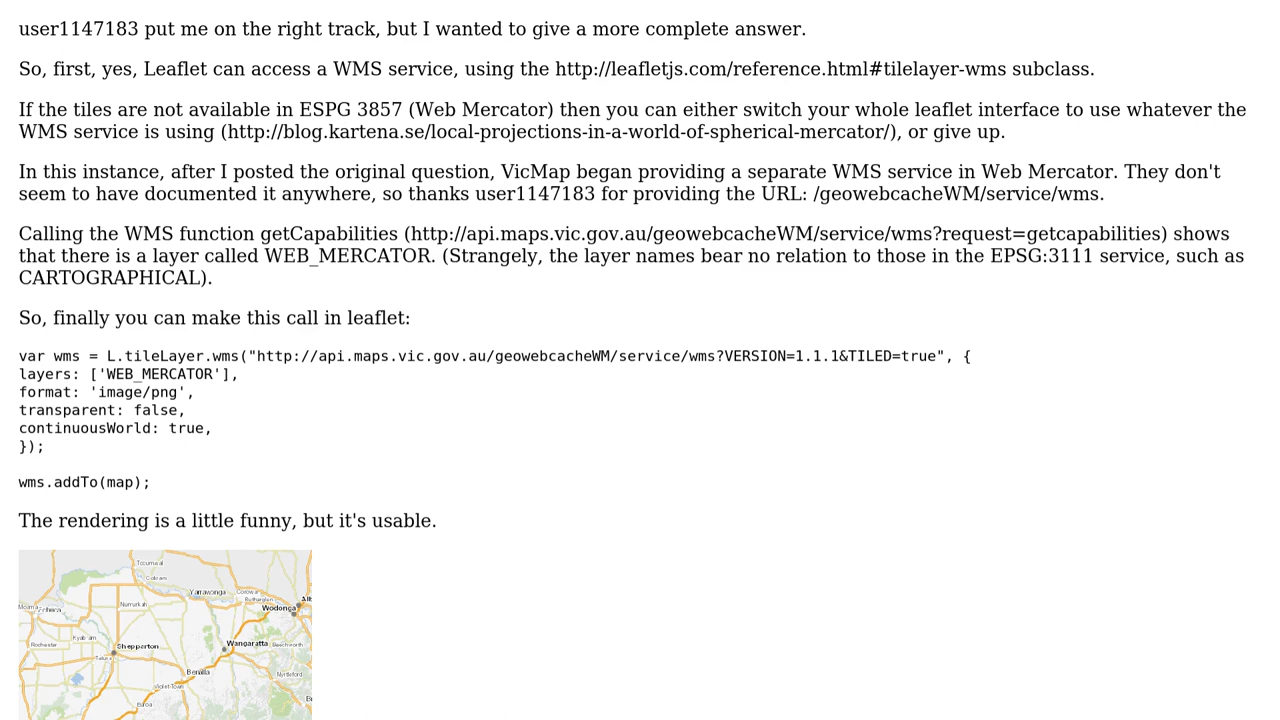 user1147183 put me on the right track, but I wanted to give a more complete answer.
So, first, yes, Leaflet can access a WMS service, using the http://leafletjs.com/reference.html#tilelayer-wms subclass.
If the tiles are not available in ESPG 3857 (Web Mercator) then you can either switch your whole leaflet interface to use whatever the
WMS service is using (http://blog.kartena.se/local-projections-in-a-world-of-spherical-mercator/), or give up.
In this instance, after I posted the original question, VicMap began providing a separate WMS service in Web Mercator. They don't
seem to have documented it anywhere, so thanks user1147183 for providing the URL: /geowebcacheWM/service/wms.
Calling the WMS function getCapabilities (http://api.maps.vic.gov.au/geowebcacheWM/service/wms?request=getcapabilities) shows
that there is a layer called WEB_MERCATOR. (Strangely, the layer names bear no relation to those in the EPSG:3111 service, such as
CARTOGRAPHICAL).
So, finally you can make this call in leaflet:
var wms = L.tileLayer.wms("http://api.maps.vic.gov.au/geowebcacheWM/service/wms?VERSION=1.1.1&TILED=true", {
layers: ['WEB_MERCATOR'],
format: 'image/png',
transparent: false,
continuousWorld: true,
});
wms.addTo(map);
The rendering is a little funny, but it's usable.
Tocumwal
Yarrawonga
Corowa
Rutherglen
Numurkah
Wodonga
Rochester
Shepparton
Wangaratta
Beechworth
Benalla
Myrtleford
Violet Town
Euroa